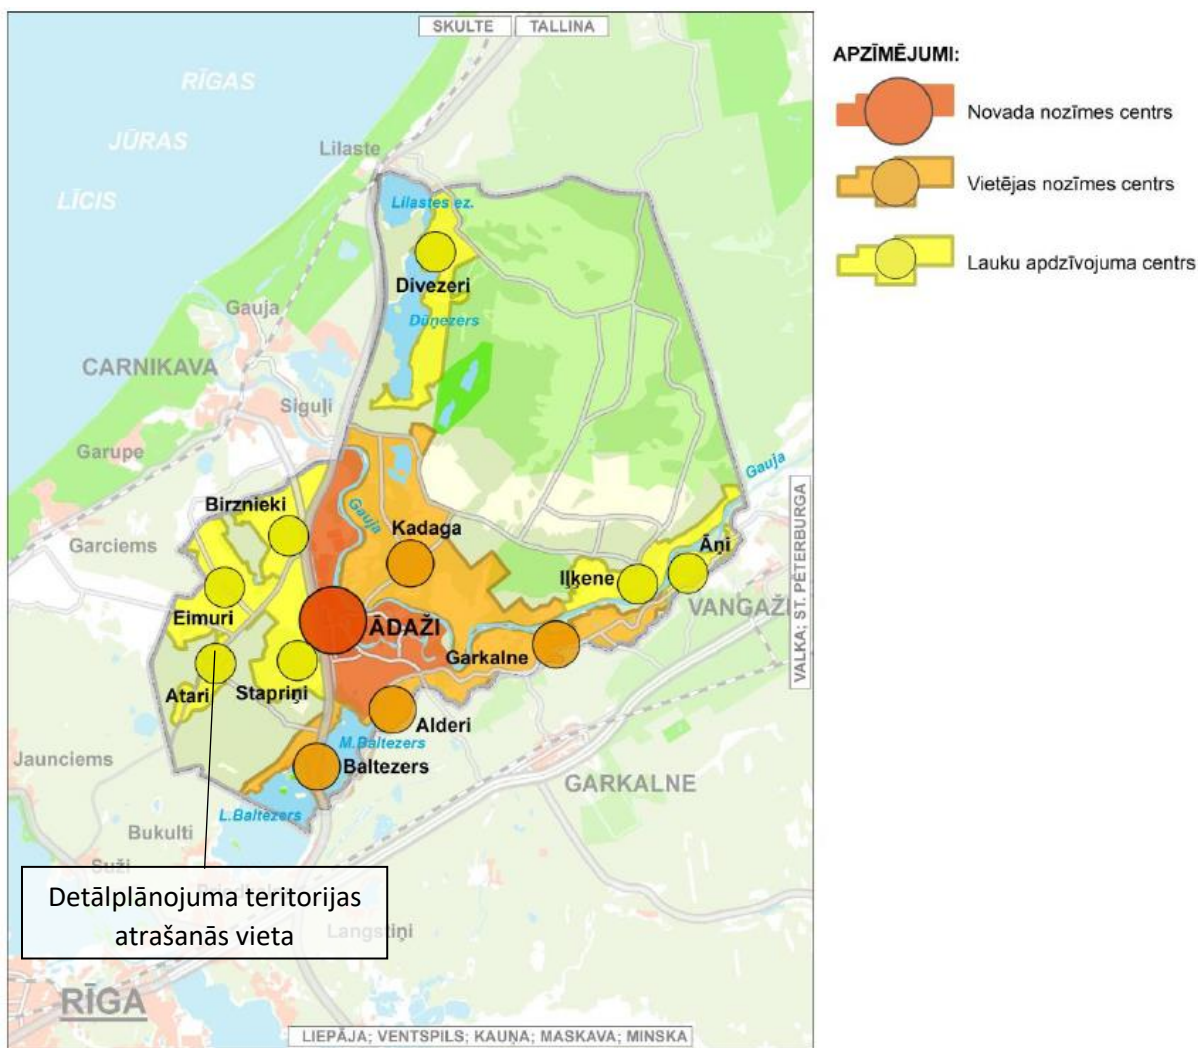 SKULTE TALLINA
APZĪMĒJUMI:
RĪGAS
JŪRAS
LĪCIS
Novada nozīmes centrs
Vietējas nozīmes centrs
Lauku apdzīvojuma centrs
Lilaste
Lilastes ez.
Divezeri
Dūņezers
Gauja
CARNIKAVA
Siguļi
Garupe
Gauja
Birznieki
Gauja
Kadaga
Garciems
Āņi
Iļķene
Eimuri
VANGAŽI
VALKA; ST. PĒTERBURGA
ĀDAŽI
Garkalne
Atari
Stapriņi
Alderi
M.Baltezers
Jaunciems
Baltezers
GARKALNE
L.Baltezers
Bukulti
Suži
Detālplānojuma teritorijas
atrašanās vieta
Langstiņi
RĪGA
LIEPĀJA; VENTSPILS; KAUŅA; MASKAVA; MINSKA